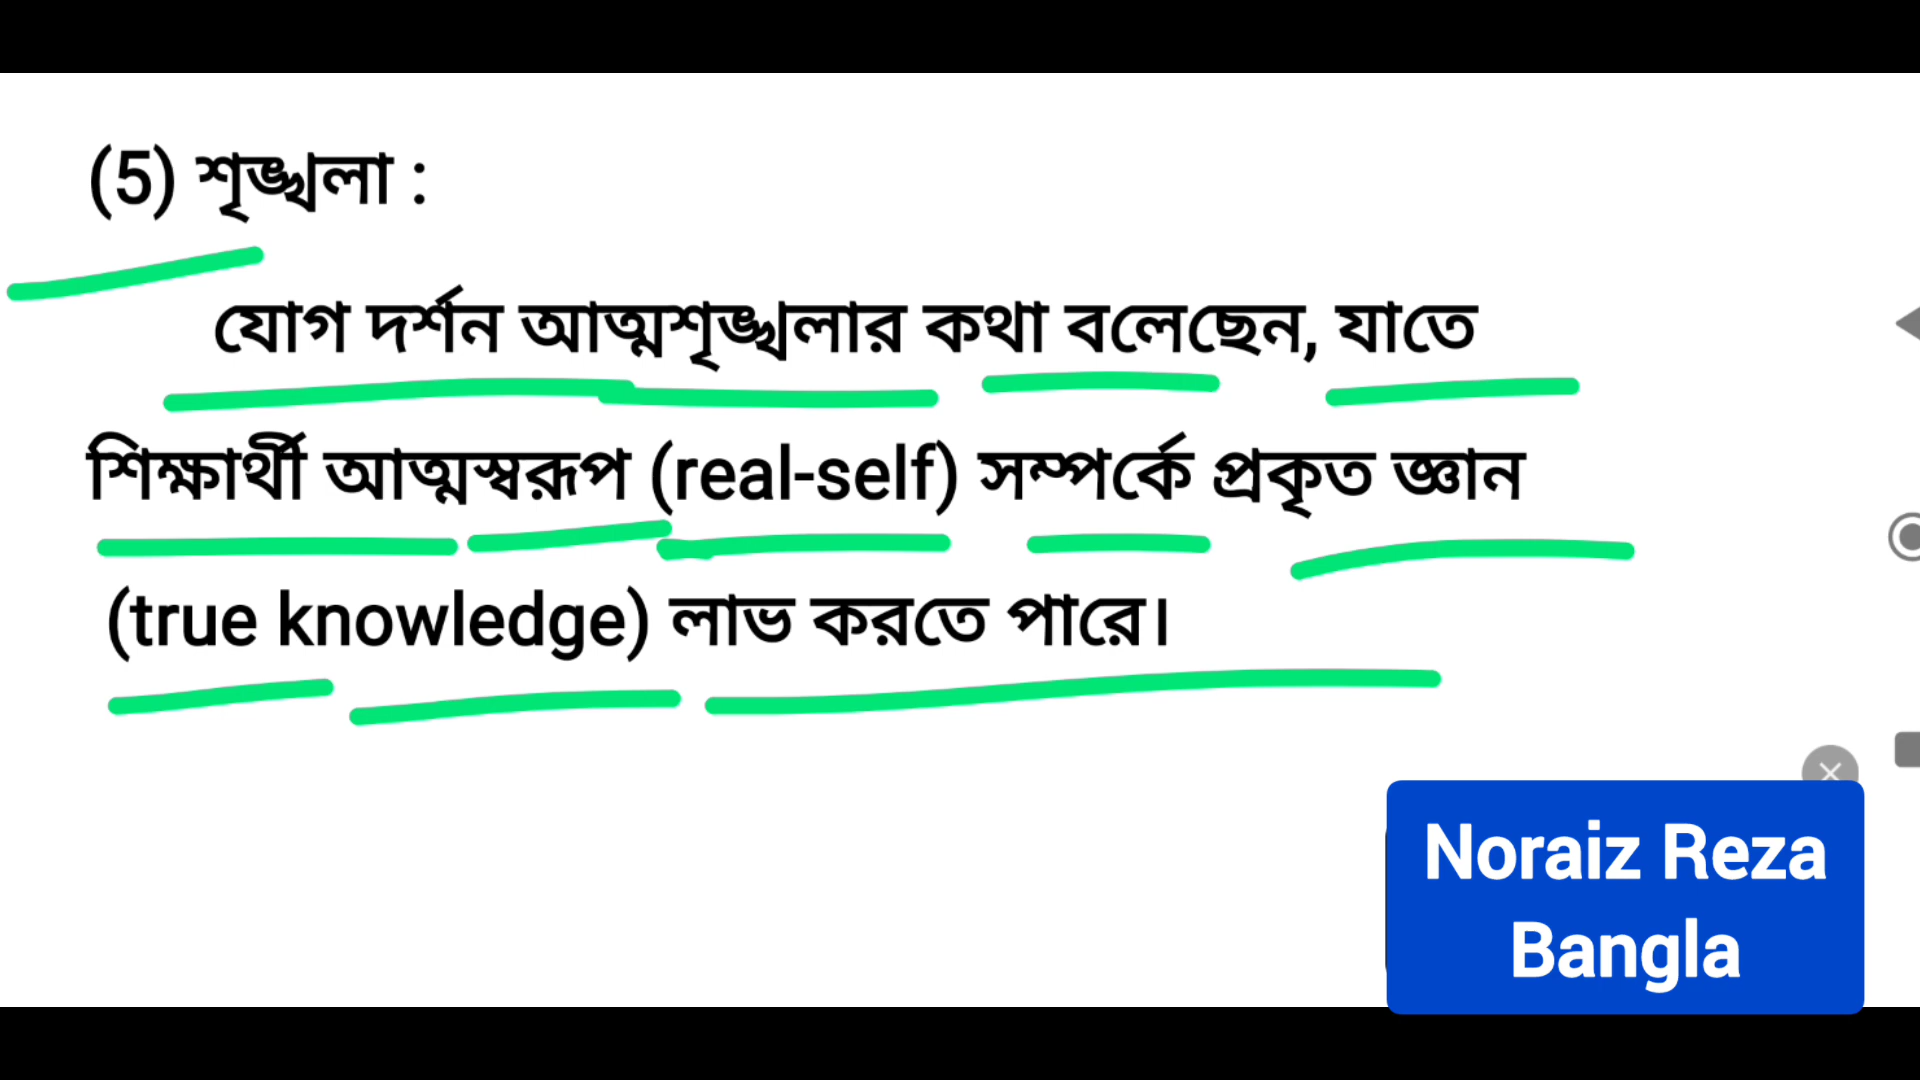 (5) শৃঙ্খলা :
যোগ দর্শন আত্মশৃঙ্খলার কথা বলেছেন, যাতে
শিক্ষার্থী আত্মস্বরূপ (real-self) সম্পর্কে প্রকৃত জ্ঞান
(true knowledge) লাভ করতে পারে।
Noraiz Reza
Bangla